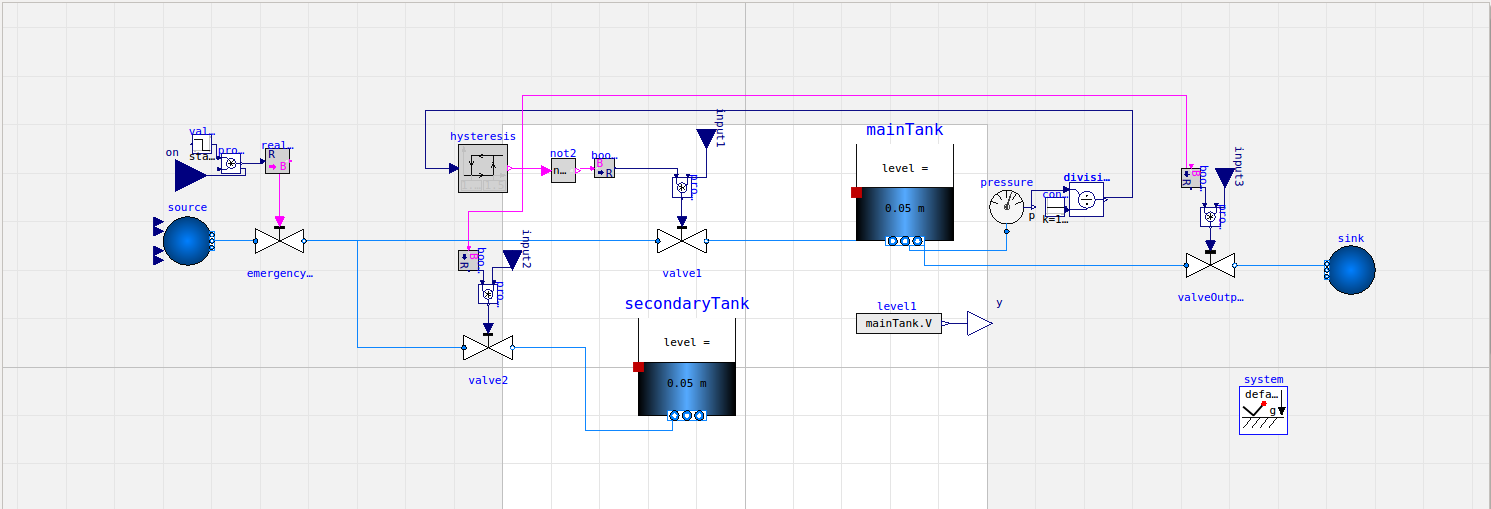 input1
mainTank
hysteresis
val…
on
sta…
pro…
real…
R
B
not2
n…
boo…
B
R
pro…
level =
0.05 m
pressure
p
con…
k=1…
divisi…
boo…
B
R
input3
pro…
source
emergency…
valve1
sink
valveOutp…
boo…
B
R
input2
pro…
valve2
secondaryTank
level =
0.05 m
level1
mainTank.V
y
system
defa…
g